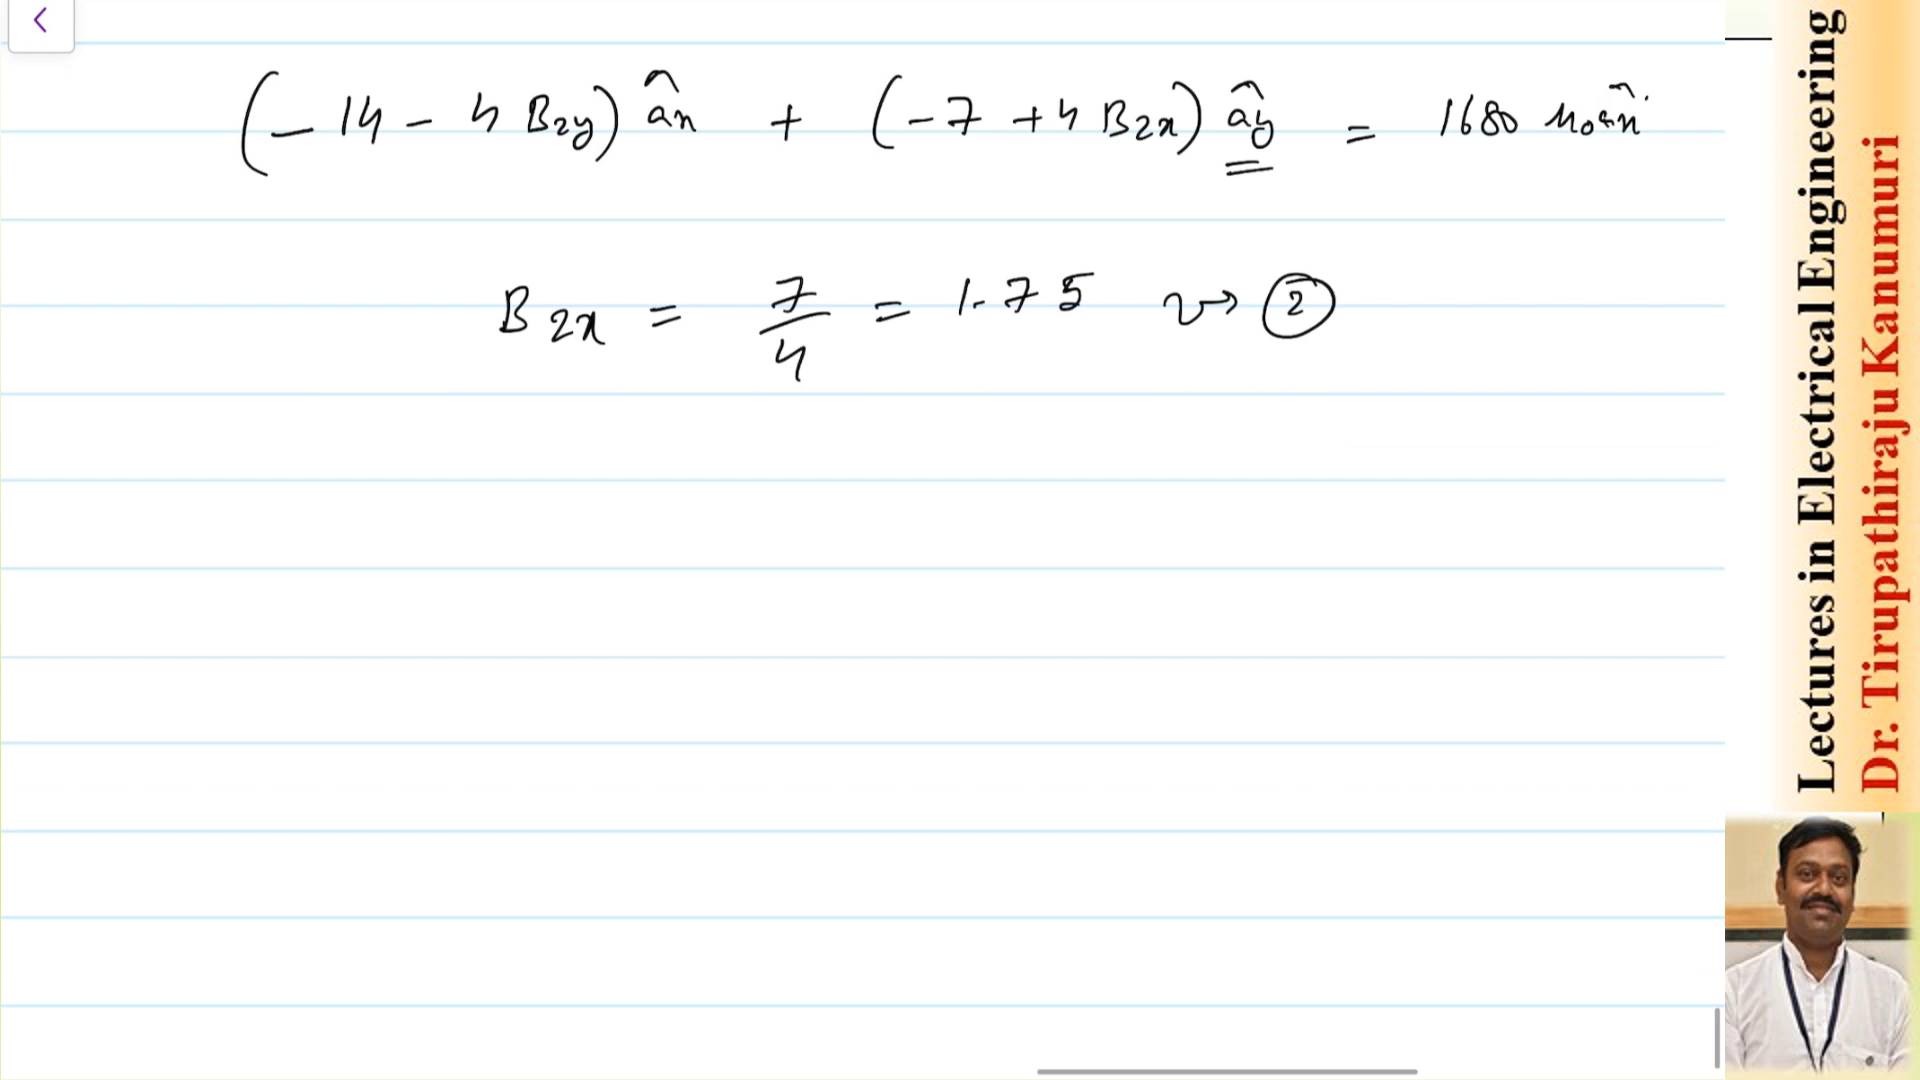 (-14 - 4 B₂y) âx + (-7 + 4 B₂x) ây = 1680 μ₀ âx
B₂x = 7/4 = 1.75 → ②
Lectures in Electrical Engineering
Dr. Tirupathiraju Kanumuri